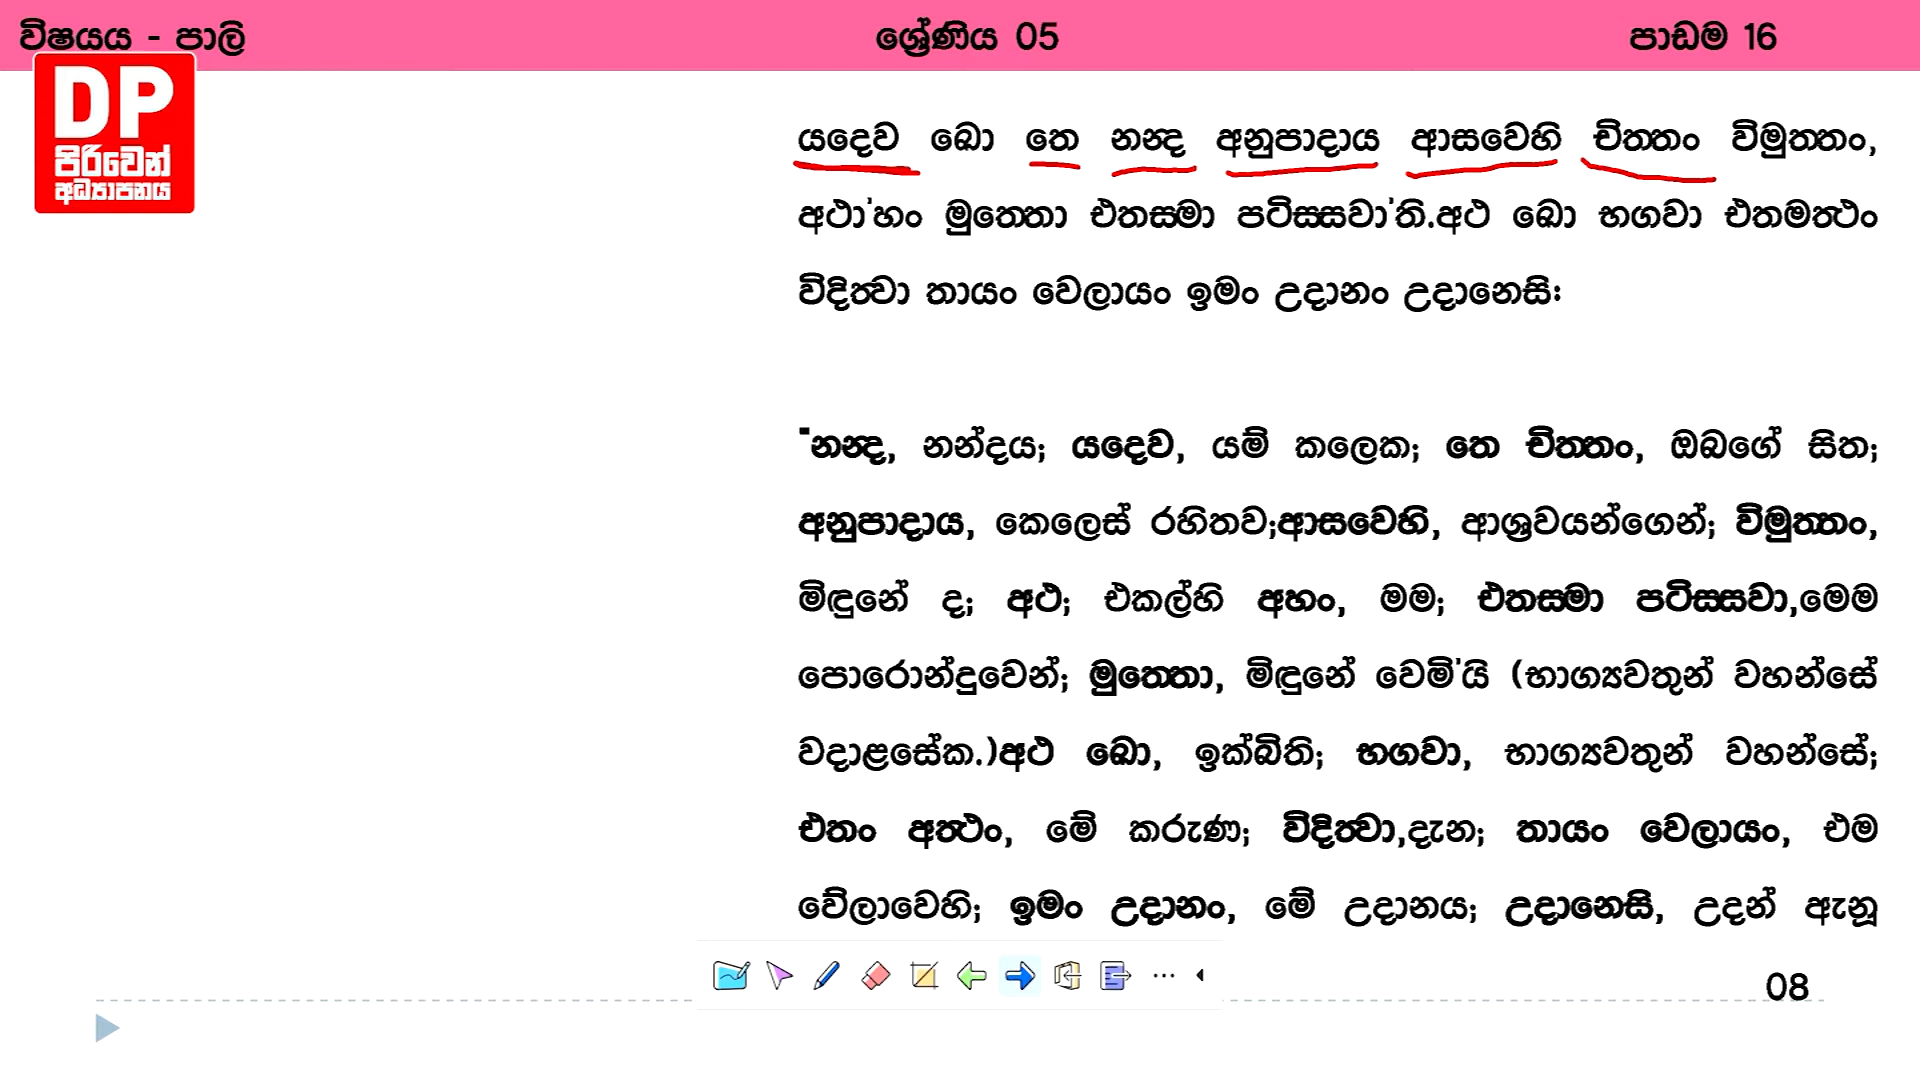 විෂයය - පාලි
ශ්‍රේණිය 05
පාඩම 16
DP
පිරිවෙන්
අධ්‍යාපනය
යදෙව ඛො තෙ නන්‍ද අනුපාදාය ආසවෙහි චිත්‍තං විමුත්‍තං,
අථා'හං මුත්‍තො එතස්‍මා පටිස්‍සවා'ති.අථ ඛො භගවා එතමත්‍ථං
විදිත්‍වා තායං වෙලායං ඉමං උදානං උදානෙසි:
"නන්‍ද, නන්දය; යදෙව, යම් කලෙක; තෙ චිත්‍තං, ඔබගේ සිත;
අනුපාදාය, කෙලෙස් රහිතව;ආසවෙහි, ආශ්‍රවයන්ගෙන්; විමුත්‍තං,
මිඳුනේ ද; අථ; එකල්හි අහං, මම; එතස්‍මා පටිස්‍සවා,මෙම
පොරොන්දුවෙන්; මුත්‍තො, මිඳුනේ වෙමි'යි (භාග්‍යවතුන් වහන්සේ
වදාළසේක.)අථ ඛො, ඉක්බිති; භගවා, භාග්‍යවතුන් වහන්සේ;
එතං අත්‍ථං, මේ කරුණ; විදිත්‍වා,දැන; තායං වෙලායං, එම
වේලාවෙහි; ඉමං උදානං, මේ උදානය; උදානෙසි, උදන් ඇනූ
08